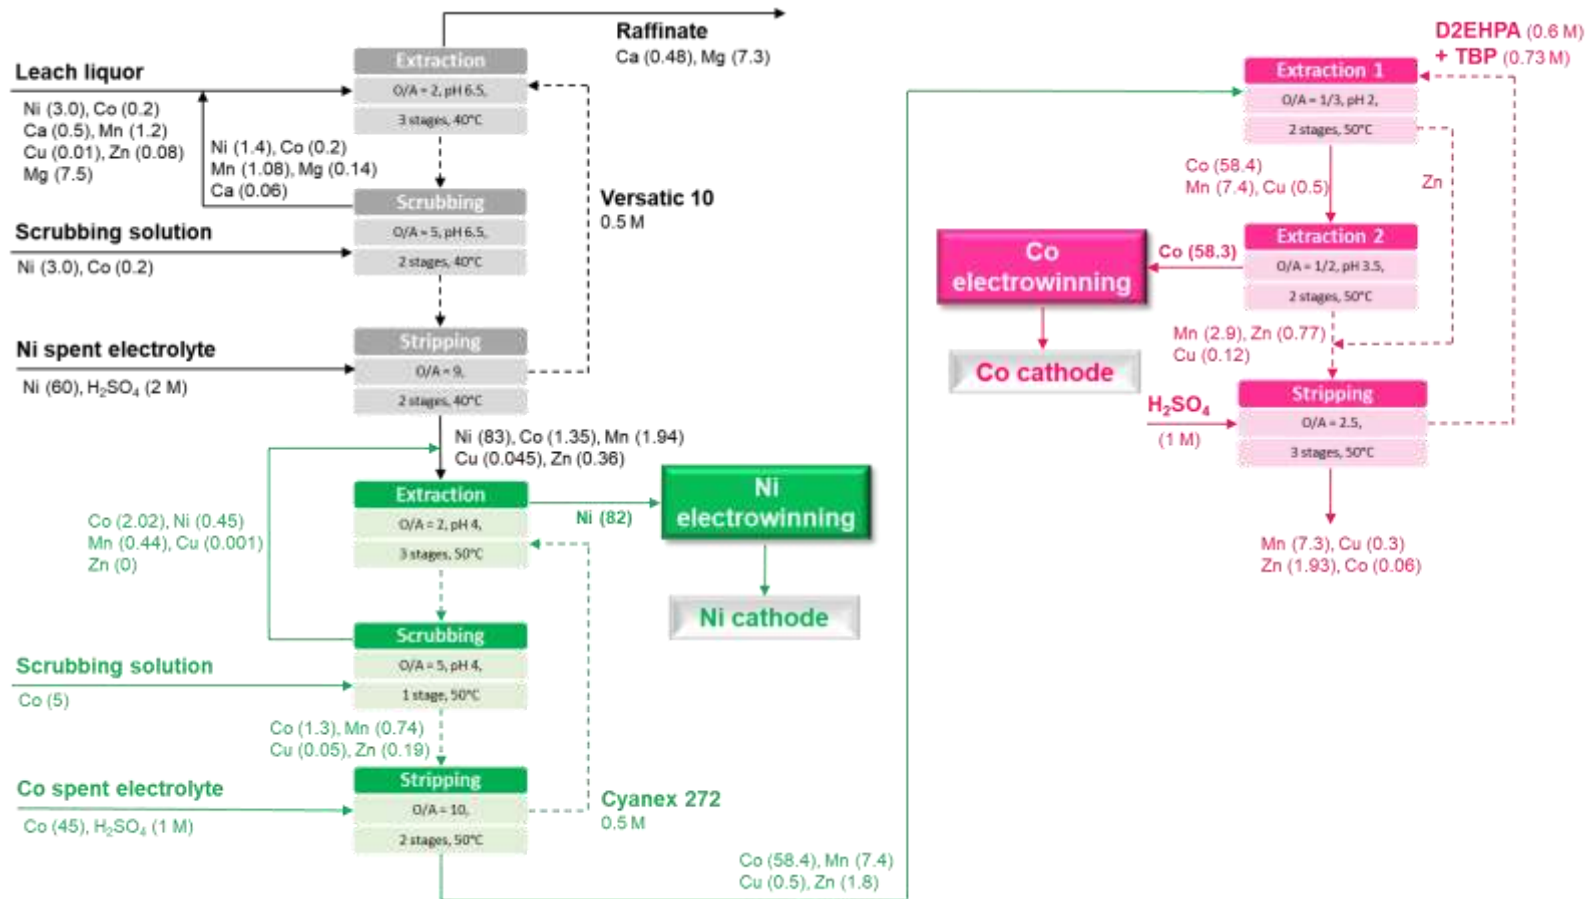 Raffinate
Ca (0.48), Mg (7.3)
Extraction
O/A = 2, pH 6.5,
3 stages, 40°C
Leach liquor
Ni (3.0), Co (0.2)
Ca (0.5), Mn (1.2)
Cu (0.01), Zn (0.08)
Mg (7.5)
Ni (1.4), Co (0.2)
Mn (1.08), Mg (0.14)
Ca (0.06)
Scrubbing
O/A = 5, pH 6.5,
2 stages, 40°C
Versatic 10
0.5 M
Scrubbing solution
Ni (3.0), Co (0.2)
Stripping
O/A = 9,
2 stages, 40°C
Ni spent electrolyte
Ni (60), H₂SO₄ (2 M)
Ni (83), Co (1.35), Mn (1.94)
Cu (0.045), Zn (0.36)
Extraction
O/A = 2, pH 4,
3 stages, 50°C
Ni (82)
Ni
electrowinning
Ni cathode
Co (2.02), Ni (0.45)
Mn (0.44), Cu (0.001)
Zn (0)
Scrubbing
O/A = 5, pH 4,
1 stage, 50°C
Scrubbing solution
Co (5)
Co (1.3), Mn (0.74)
Cu (0.05), Zn (0.19)
Stripping
O/A = 10,
2 stages, 50°C
Co spent electrolyte
Co (45), H₂SO₄ (1 M)
Cyanex 272
0.5 M
Co (58.4), Mn (7.4)
Cu (0.5), Zn (1.8)
D2EHPA (0.6 M)
+ TBP (0.73 M)
Extraction 1
O/A = 1/3, pH 2,
2 stages, 50°C
Co (58.4)
Mn (7.4), Cu (0.5)
Zn
Extraction 2
O/A = 1/2, pH 3.5,
2 stages, 50°C
Co (58.3)
Co
electrowinning
Co cathode
Mn (2.9), Zn (0.77)
Cu (0.12)
Stripping
O/A = 2.5,
3 stages, 50°C
H₂SO₄
(1 M)
Mn (7.3), Cu (0.3)
Zn (1.93), Co (0.06)